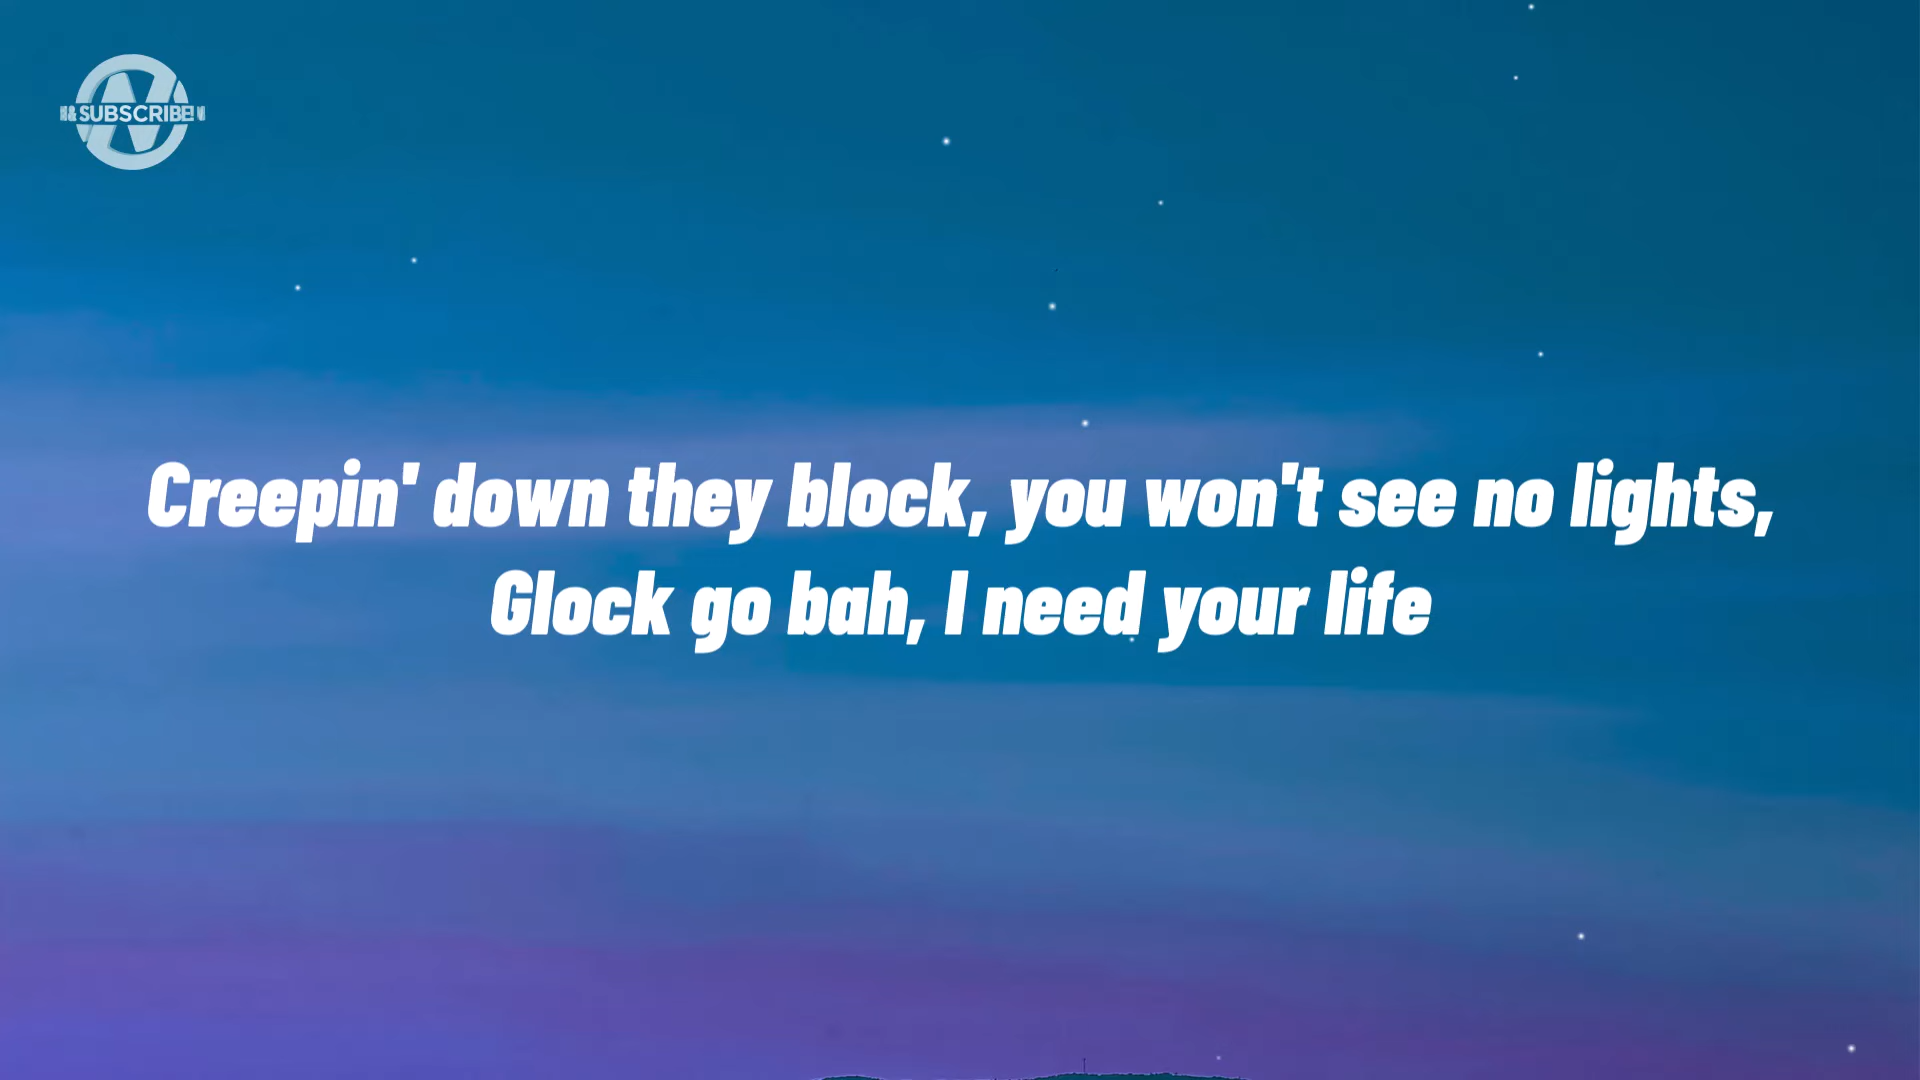 & SUBSCRIBE!
Creepin' down they block, you won't see no lights,
Glock go bah, I need your life